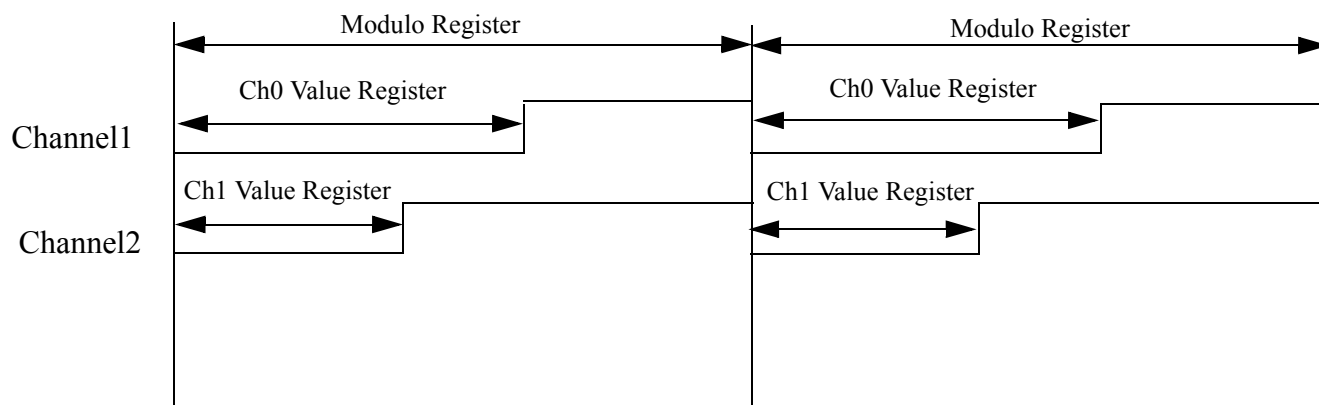 Modulo Register
Modulo Register
Ch0 Value Register
Ch0 Value Register
Channel1
Ch1 Value Register
Ch1 Value Register
Channel2